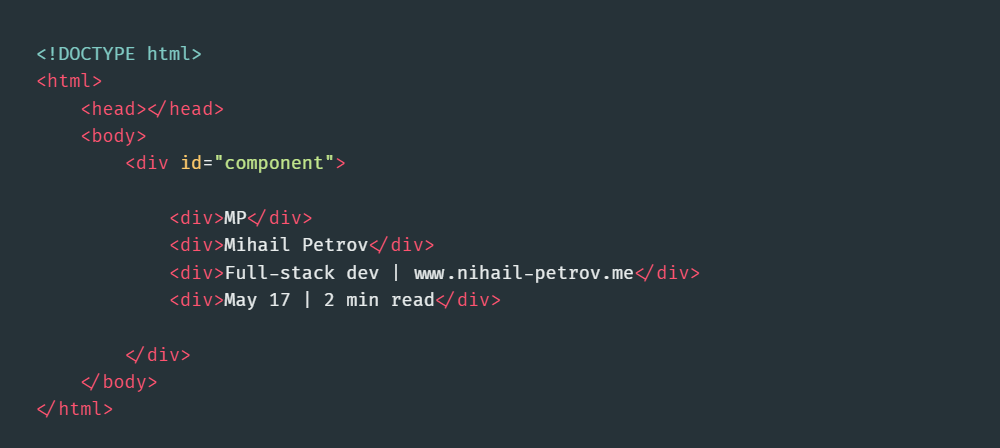 <!DOCTYPE html>
<html>
<head></head>
<body>
<div id="component">
<div>MP</div>
<div>Mihail Petrov</div>
<div>Full-stack dev | www.nihail-petrov.me</div>
<div>May 17 | 2 min read</div>
</div>
</body>
</html>